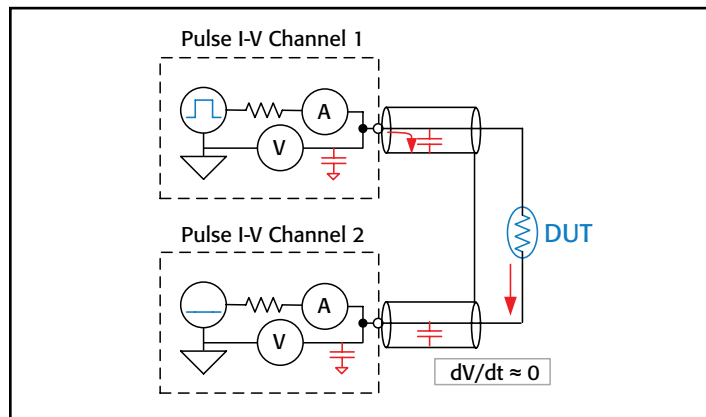 Pulse I-V Channel 1
A
V
DUT
Pulse I-V Channel 2
A
V
dV/dt ≈ 0